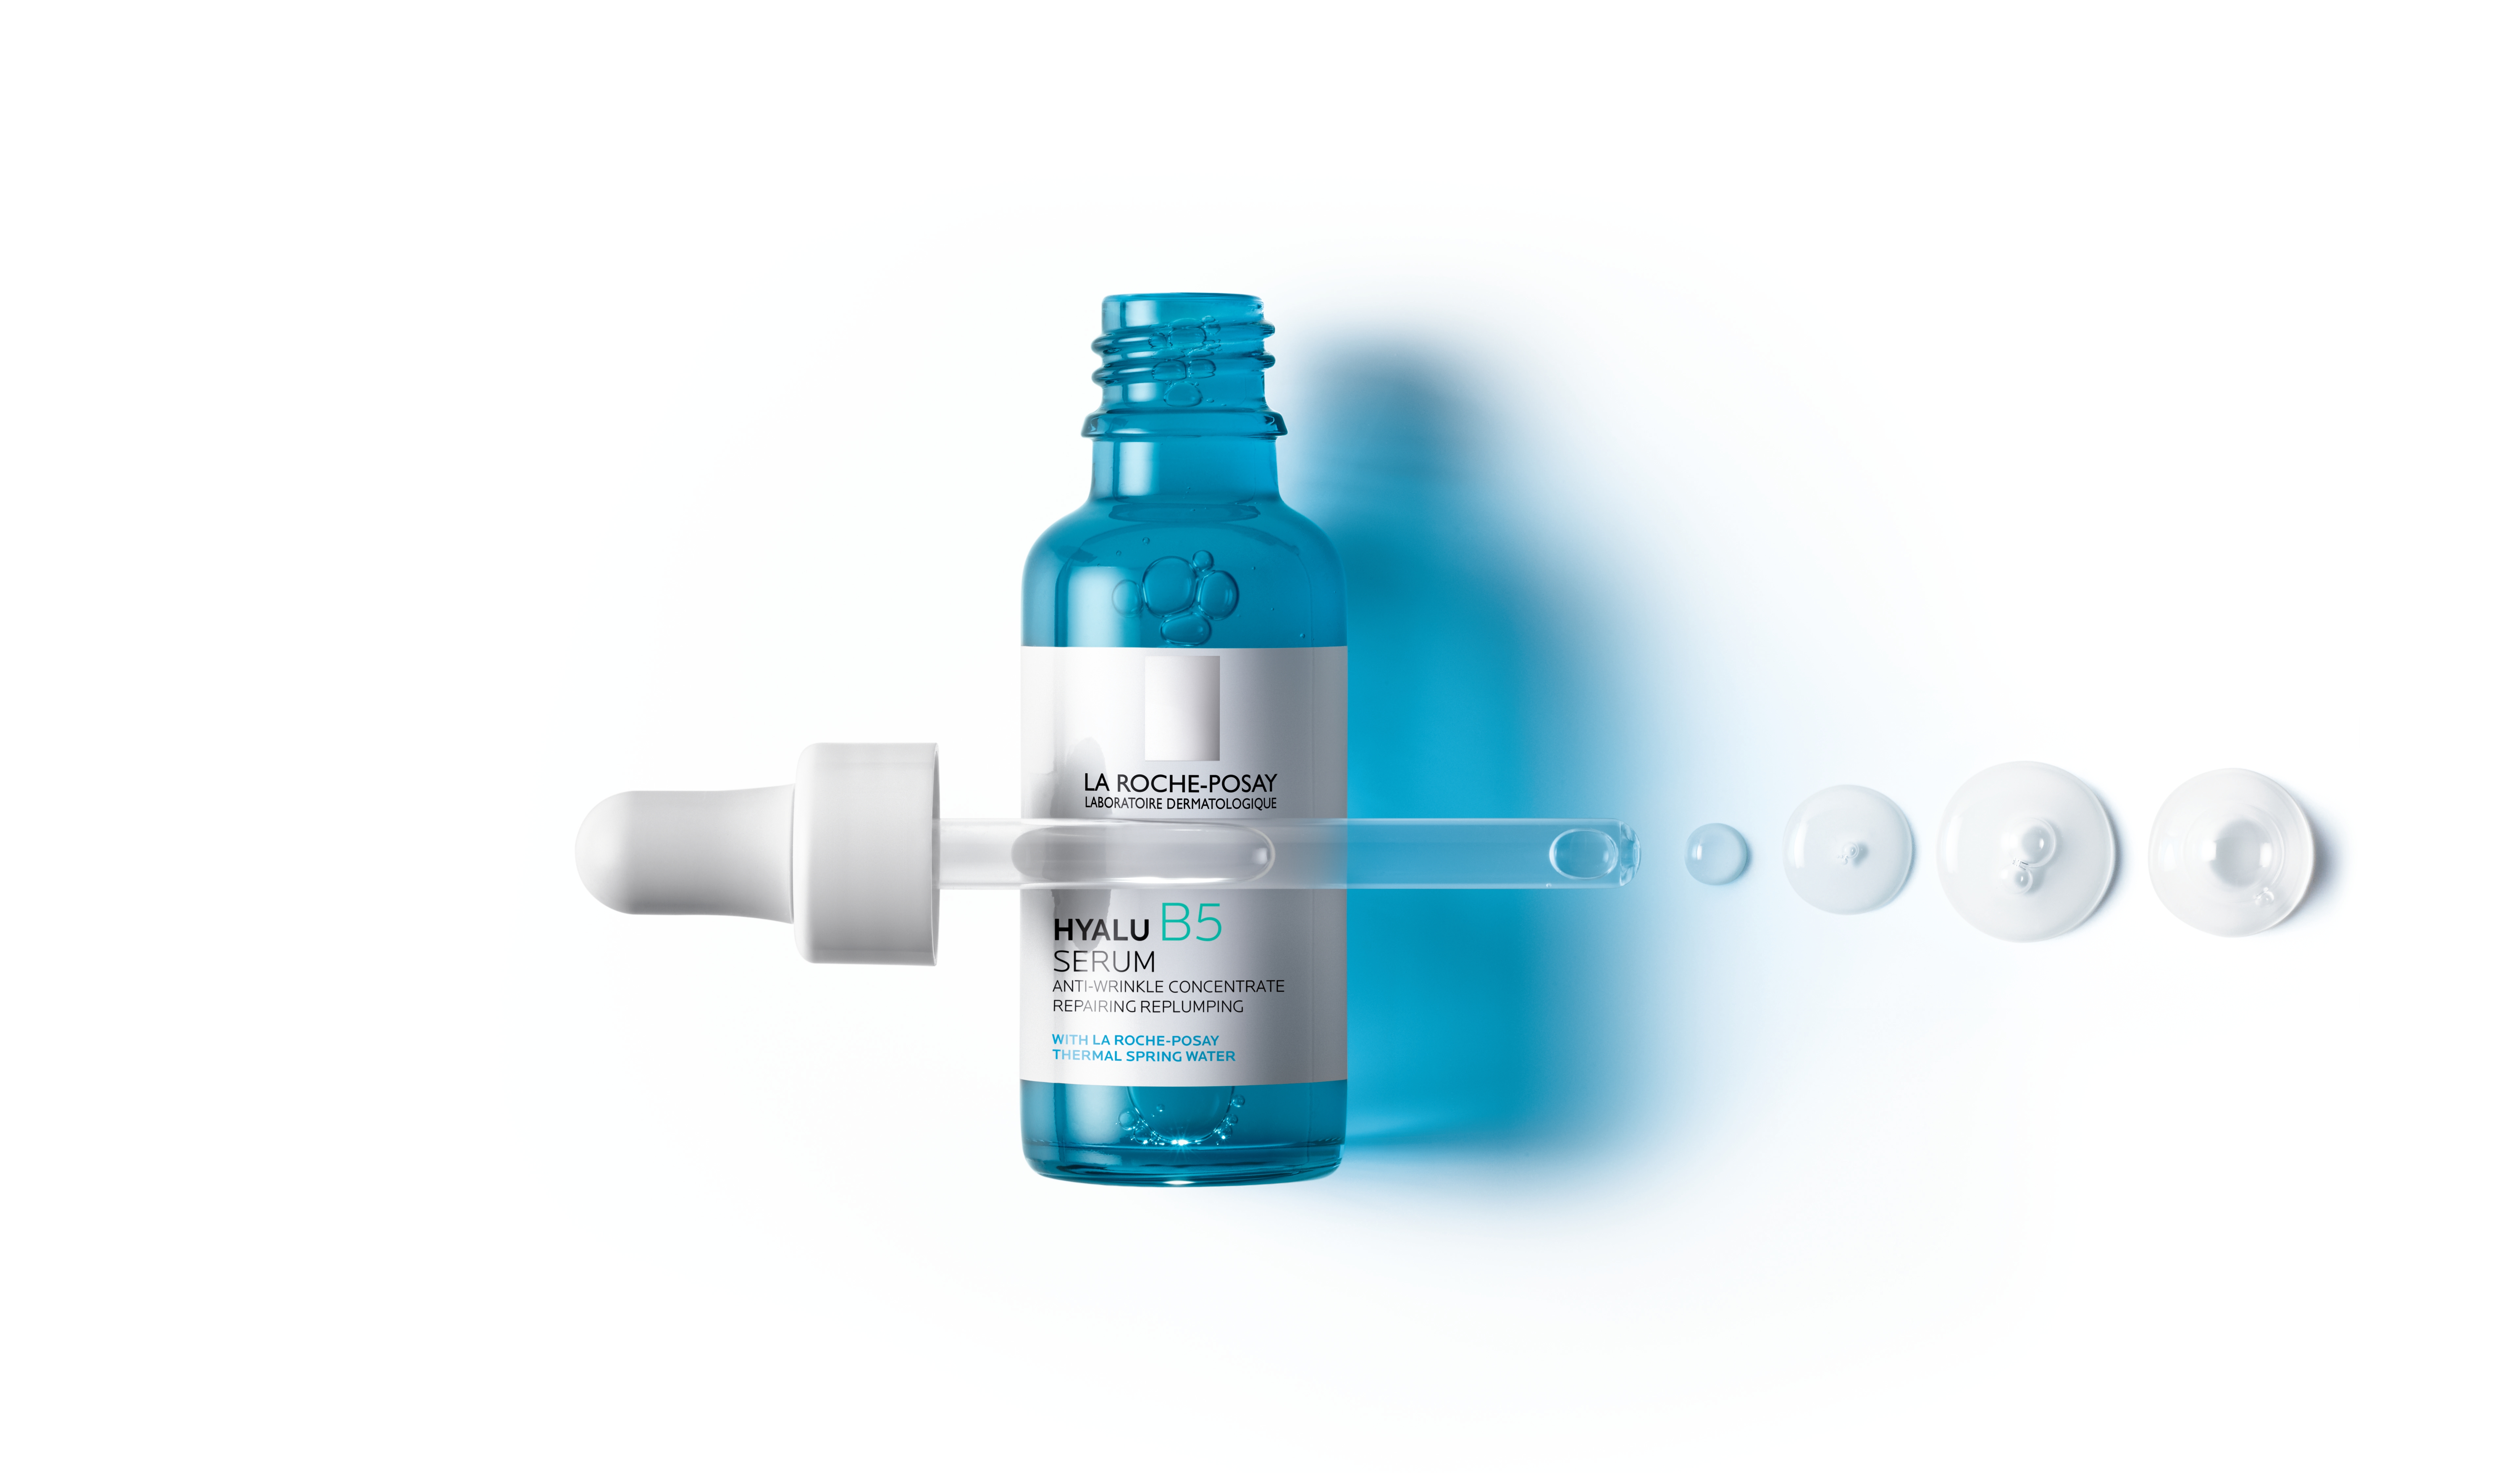 LA ROCHE-POSAY
LABORATOIRE DERMATOLOGIQUE
HYALU B5
SERUM
ANTI-WRINKLE CONCENTRATE
REPAIRING REPLUMPING
WITH LA ROCHE-POSAY
THERMAL SPRING WATER